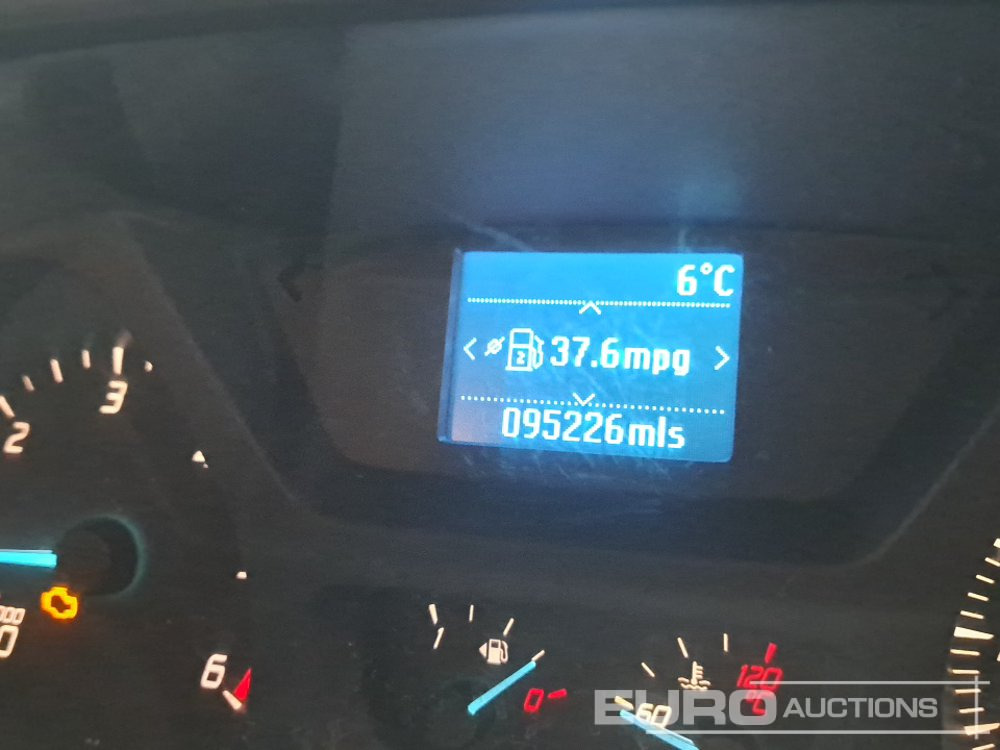 6°C
37.6mpg
095226mls
3
2
6
0
120
°C
60
EURO AUCTIONS